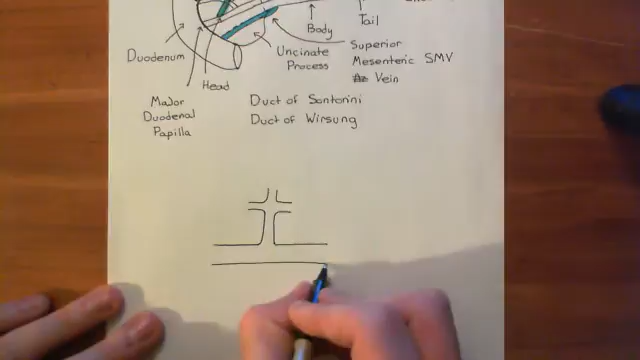 Body
Tail
Duodenum
Uncinate
Process
Superior
Mesenteric SMV
Vein
Head
Major
Duodenal
Papilla
Duct of Santorini
Duct of Wirsung